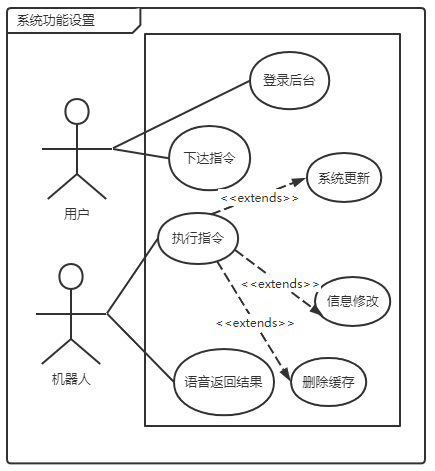 系统功能设置
登录后台
下达指令
系统更新
<<extends>>
用户
执行指令
<<extends>>
信息修改
<<extends>>
机器人
语音返回结果
删除缓存